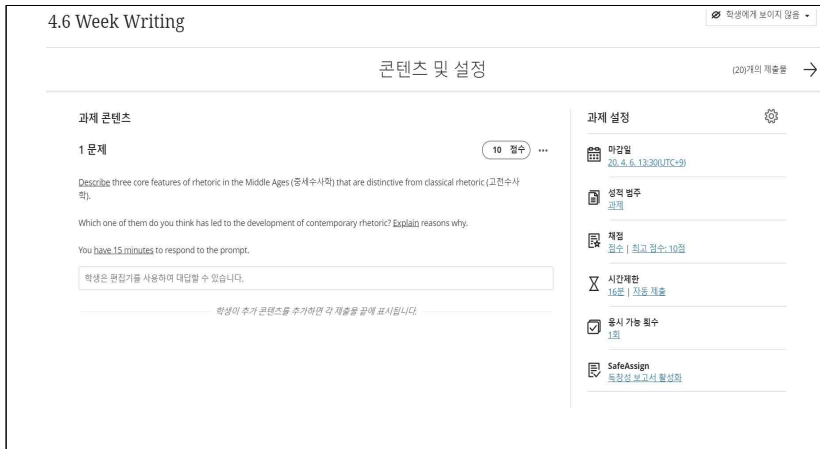 4.6 Week Writing
학생에게 보이지 않음
콘텐츠 및 설정
(20)개의 제출물
과제 콘텐츠
1 문제
10 점수
Describe three core features of rhetoric in the Middle Ages (중세수사학) that are distinctive from classical rhetoric (고전수사
학).
Which one of them do you think has led to the development of contemporary rhetoric? Explain reasons why.
You have 15 minutes to respond to the prompt.
학생은 편집기를 사용하여 대답할 수 있습니다.
학생이 추가 콘텐츠를 추가하면 각 제출물 끝에 표시됩니다.
과제 설정
마감일
20. 4. 6. 13:30(UTC+9)
성적 범주
과제
채점
점수 | 최고 점수: 10점
시간제한
16분 | 자동 제출
응시 가능 횟수
1회
SafeAssign
독창성 보고서 활성화